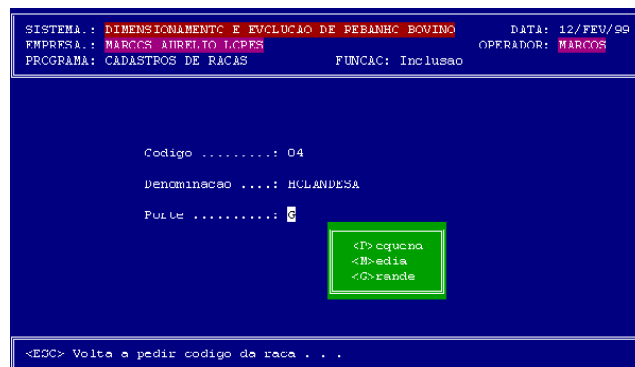 SISTEMA.: DIMENSIONAMENTO E EVOLUCAO DE REBANHO BOVINO DATA: 12/FEV/99
EMPRESA.: MARCOS AURELIO LOPES OPERADOR: MARCOS
PROGRAMA: CADASTROS DE RACAS FUNCAO: Inclusao
Codigo .........: 04
Denominacao ....: HOLANDESA
Porte ..........: G
<P>equena
<M>edia
<G>rande
<ESC> Volta a pedir codigo da raca . . .